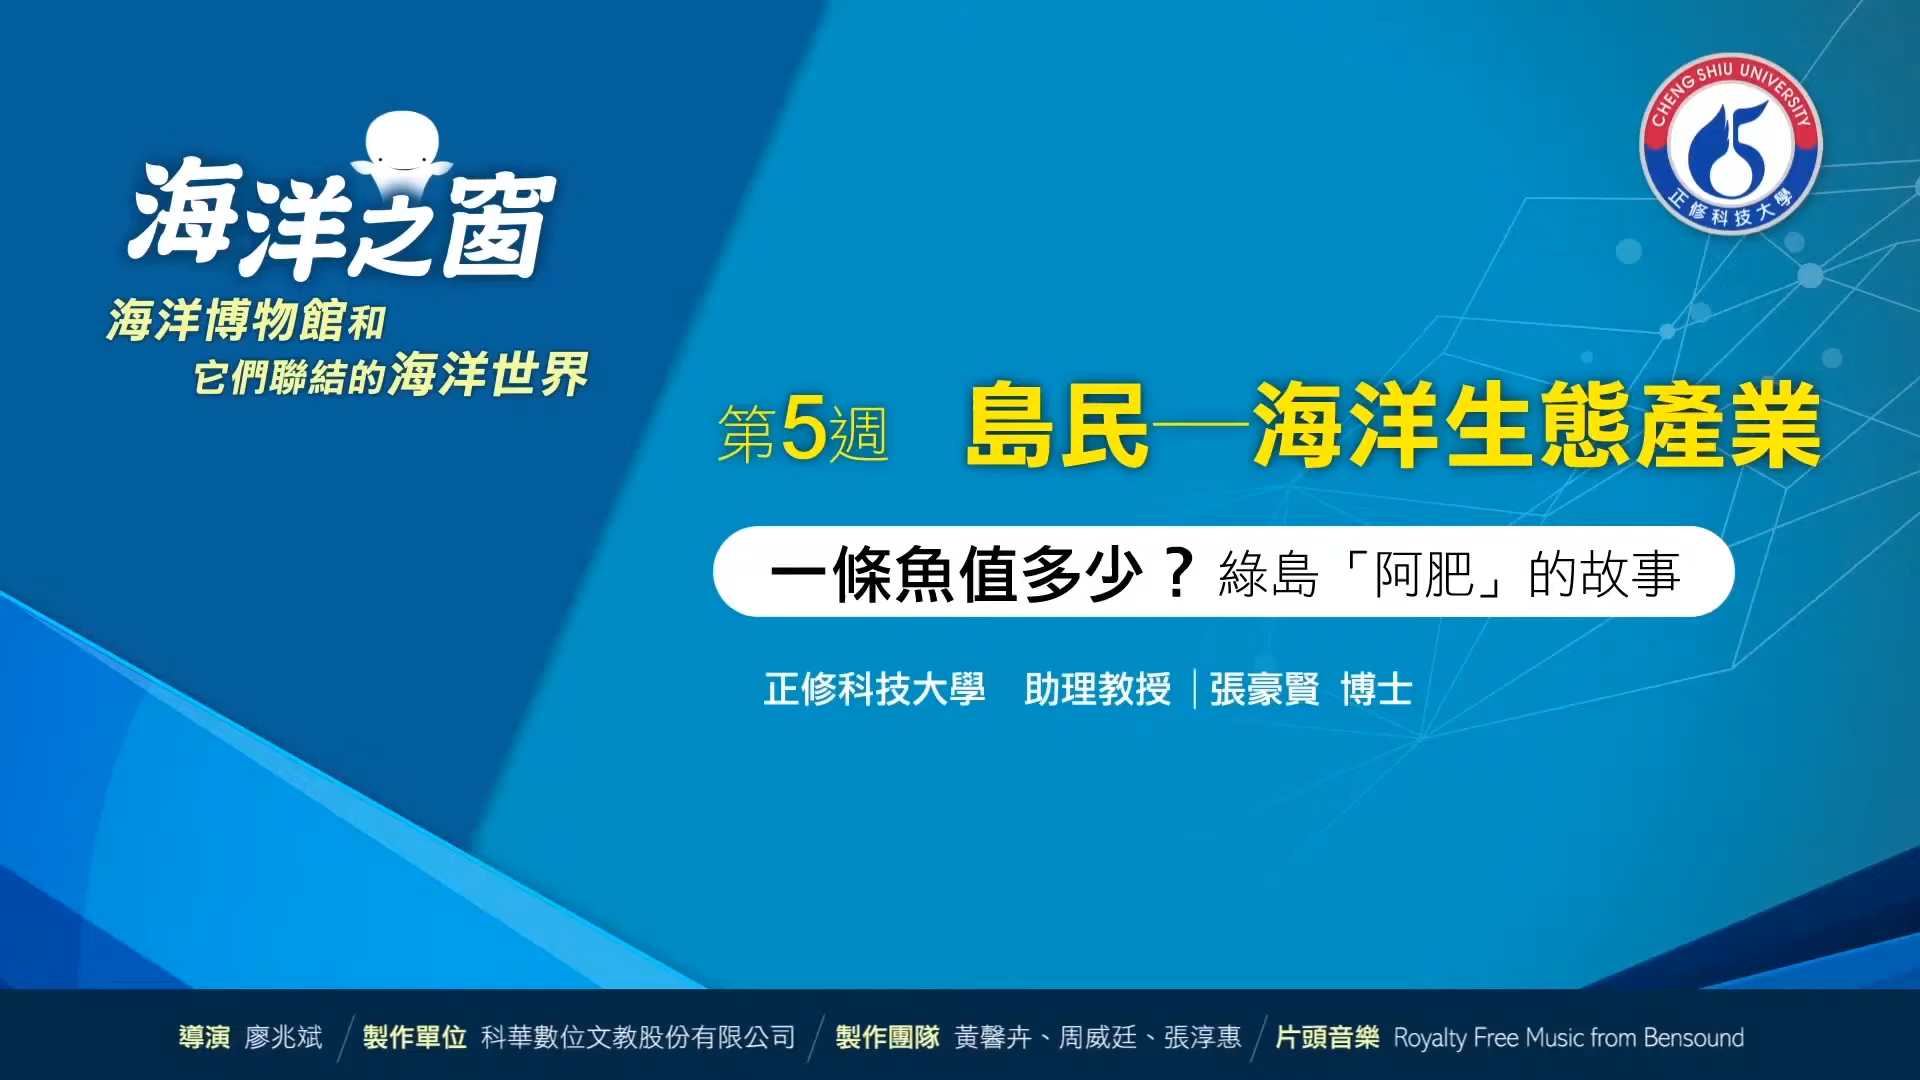 海洋之窗
海洋博物館和
它們聯結的海洋世界
CHENG SHIU UNIVERSITY
正修科技大學
第5週 島民—海洋生態產業
一條魚值多少？綠島「阿肥」的故事
正修科技大學 助理教授｜張豪賢 博士
導演 廖兆斌／製作單位 科華數位文教股份有限公司／製作團隊 黃馨卉、周威廷、張淳惠／片頭音樂 Royalty Free Music from Bensound